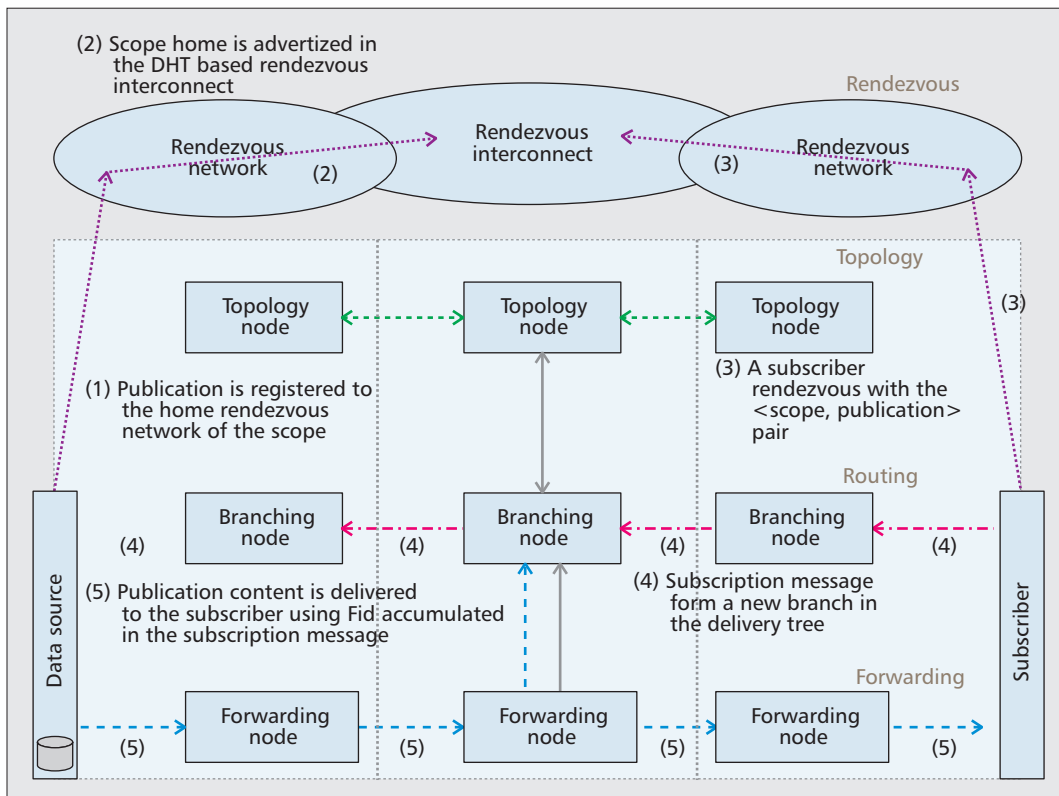 (2) Scope home is advertized in
the DHT based rendezvous
interconnect
Rendezvous
Rendezvous
network
(2)
Rendezvous
interconnect
(3)
Rendezvous
network
Topology
Topology
node
Topology
node
Topology
node
(3)
(1) Publication is registered to
the home rendezvous
network of the scope
(3) A subscriber
rendezvous with the
<scope, publication>
pair
Routing
Branching
node
Branching
node
Branching
node
(4)
(4)
(4)
(4)
(5) Publication content is delivered
to the subscriber using Fid accumulated
in the subscription message
(4) Subscription message
form a new branch in
the delivery tree
Data source
Subscriber
Forwarding
Forwarding
node
Forwarding
node
Forwarding
node
(5)
(5)
(5)
(5)